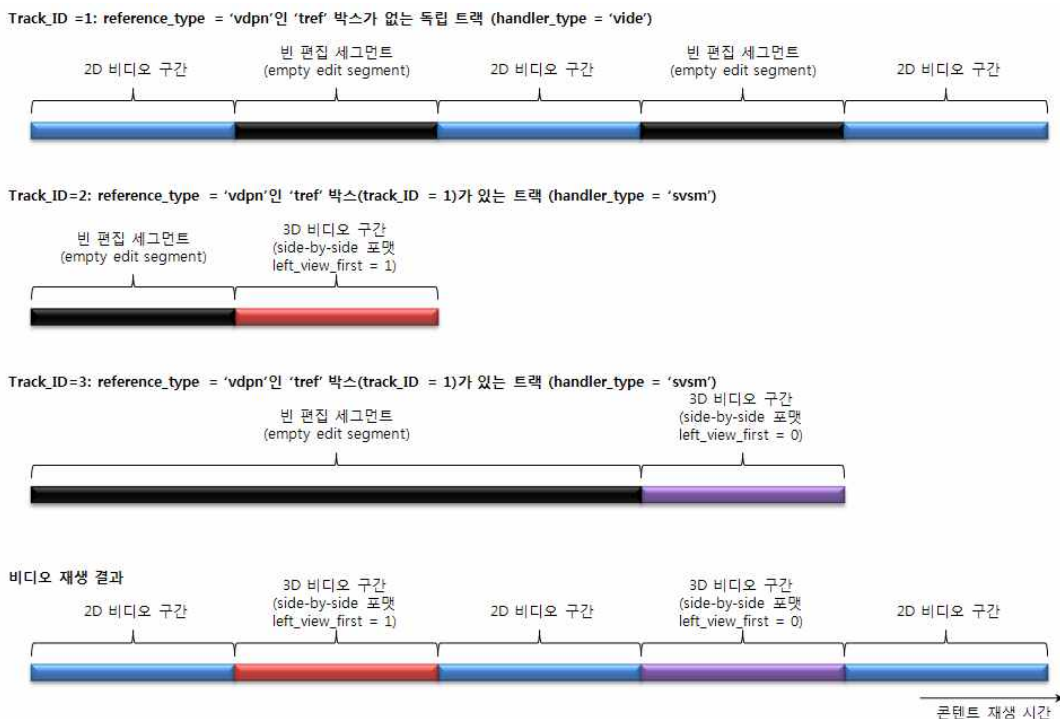 Track_ID =1: reference_type = ‘vdpn’인 ‘tref’ 박스가 없는 독립 트랙 (handler_type = ‘vide’)
2D 비디오 구간
빈 편집 세그먼트
(empty edit segment)
2D 비디오 구간
빈 편집 세그먼트
(empty edit segment)
2D 비디오 구간
Track_ID=2: reference_type = ‘vdpn’인 ‘tref’ 박스(track_ID = 1)가 있는 트랙 (handler_type = ‘svsm’)
빈 편집 세그먼트
(empty edit segment)
3D 비디오 구간
(side-by-side 포맷
left_view_first = 1)
Track_ID=3: reference_type = ‘vdpn’인 ‘tref’ 박스(track_ID = 1)가 있는 트랙 (handler_type = ‘svsm’)
빈 편집 세그먼트
(empty edit segment)
3D 비디오 구간
(side-by-side 포맷
left_view_first = 0)
비디오 재생 결과
2D 비디오 구간
3D 비디오 구간
(side-by-side 포맷
left_view_first = 1)
2D 비디오 구간
3D 비디오 구간
(side-by-side 포맷
left_view_first = 0)
2D 비디오 구간
콘텐트 재생 시간